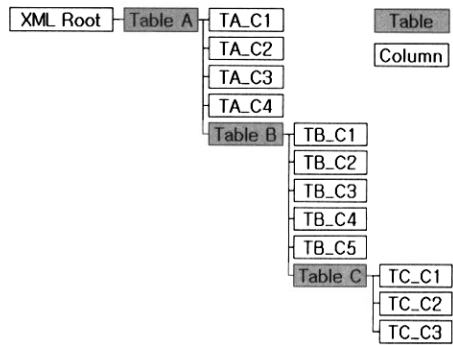 XML Root Table A TA_C1 Table
TA_C2
Column
TA_C3
TA_C4
Table B TB_C1
TB_C2
TB_C3
TB_C4
TB_C5
Table C TC_C1
TC_C2
TC_C3